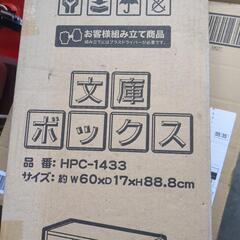 お客様組み立て商品
組み立てにはプラスドライバーが必要です。
文庫
ボックス
品 番：HPC-1433
サイズ：約 W60×D17×H88.8cm